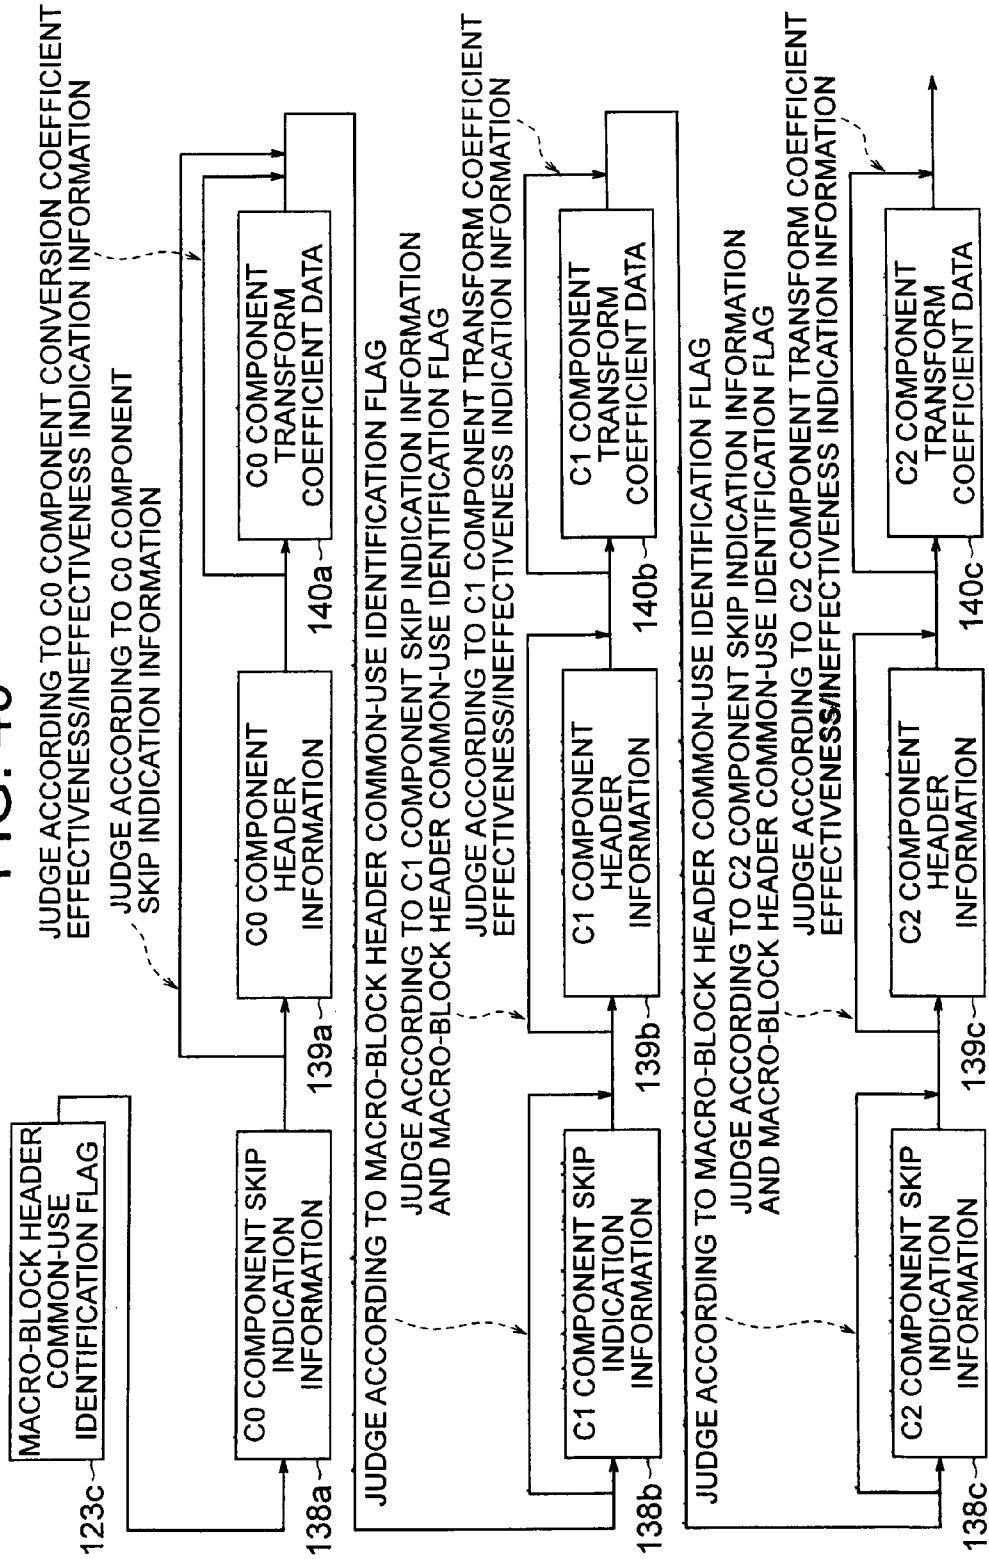 FIG.
JUDGE ACCORDING TO C0 COMPONENT CONVERSION COEFFICIENT
EFFECTIVENESS/INEFFECTIVENESS INDICATION INFORMATION
JUDGE ACCORDING TO C0 COMPONENT
SKIP INDICATION INFORMATION
MACRO-BLOCK HEADER
COMMON-USE
IDENTIFICATION FLAG
123c
C0 COMPONENT SKIP
INDICATION
INFORMATION
138a
C0 COMPONENT
HEADER
INFORMATION
139a
C0 COMPONENT
TRANSFORM
COEFFICIENT DATA
140a
JUDGE ACCORDING TO MACRO-BLOCK HEADER COMMON-USE IDENTIFICATION FLAG
JUDGE ACCORDING TO C1 COMPONENT SKIP INDICATION INFORMATION
AND MACRO-BLOCK HEADER COMMON-USE IDENTIFICATION FLAG
JUDGE ACCORDING TO C1 COMPONENT TRANSFORM COEFFICIENT
EFFECTIVENESS/INEFFECTIVENESS INDICATION INFORMATION
C1 COMPONENT SKIP
INDICATION
INFORMATION
138b
C1 COMPONENT
HEADER
INFORMATION
139b
C1 COMPONENT
TRANSFORM
COEFFICIENT DATA
140b
JUDGE ACCORDING TO MACRO-BLOCK HEADER COMMON-USE IDENTIFICATION FLAG
JUDGE ACCORDING TO C2 COMPONENT SKIP INDICATION INFORMATION
AND MACRO-BLOCK HEADER COMMON-USE IDENTIFICATION FLAG
JUDGE ACCORDING TO C2 COMPONENT TRANSFORM COEFFICIENT
EFFECTIVENESS/INEFFECTIVENESS INDICATION INFORMATION
C2 COMPONENT SKIP
INDICATION
INFORMATION
138c
C2 COMPONENT
HEADER
INFORMATION
139c
C2 COMPONENT
TRANSFORM
COEFFICIENT DATA
140c